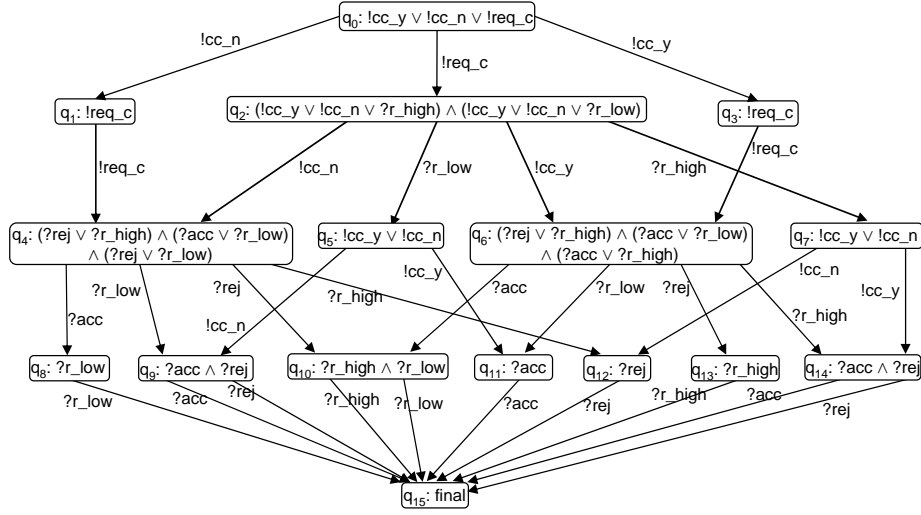 q0: !cc_y ∨ !cc_n ∨ !req_c
!cc_n
!cc_y
!req_c
q1: !req_c
q2: (!cc_y ∨ !cc_n ∨ ?r_high) ∧ (!cc_y ∨ !cc_n ∨ ?r_low)
q3: !req_c
!req_c
!cc_n
?r_low
!cc_y
?r_high
!req_c
q4: (?rej ∨ ?r_high) ∧ (?acc ∨ ?r_low)
∧ (?rej ∨ ?r_low)
q5: !cc_y ∨ !cc_n
q6: (?rej ∨ ?r_high) ∧ (?acc ∨ ?r_low)
∧ (?acc ∨ ?r_high)
q7: !cc_y ∨ !cc_n
?acc
?r_low
?rej
?r_high
!cc_n
!cc_y
?acc
?r_low
?rej
?r_high
!cc_n
!cc_y
q8: ?r_low
q9: ?acc ∧ ?rej
q10: ?r_high ∧ ?r_low
q11: ?acc
q12: ?rej
q13: ?r_high
q14: ?acc ∧ ?rej
?r_low
?acc
?rej
?r_high
?r_low
?acc
?rej
?r_high
?acc
?rej
q15: final